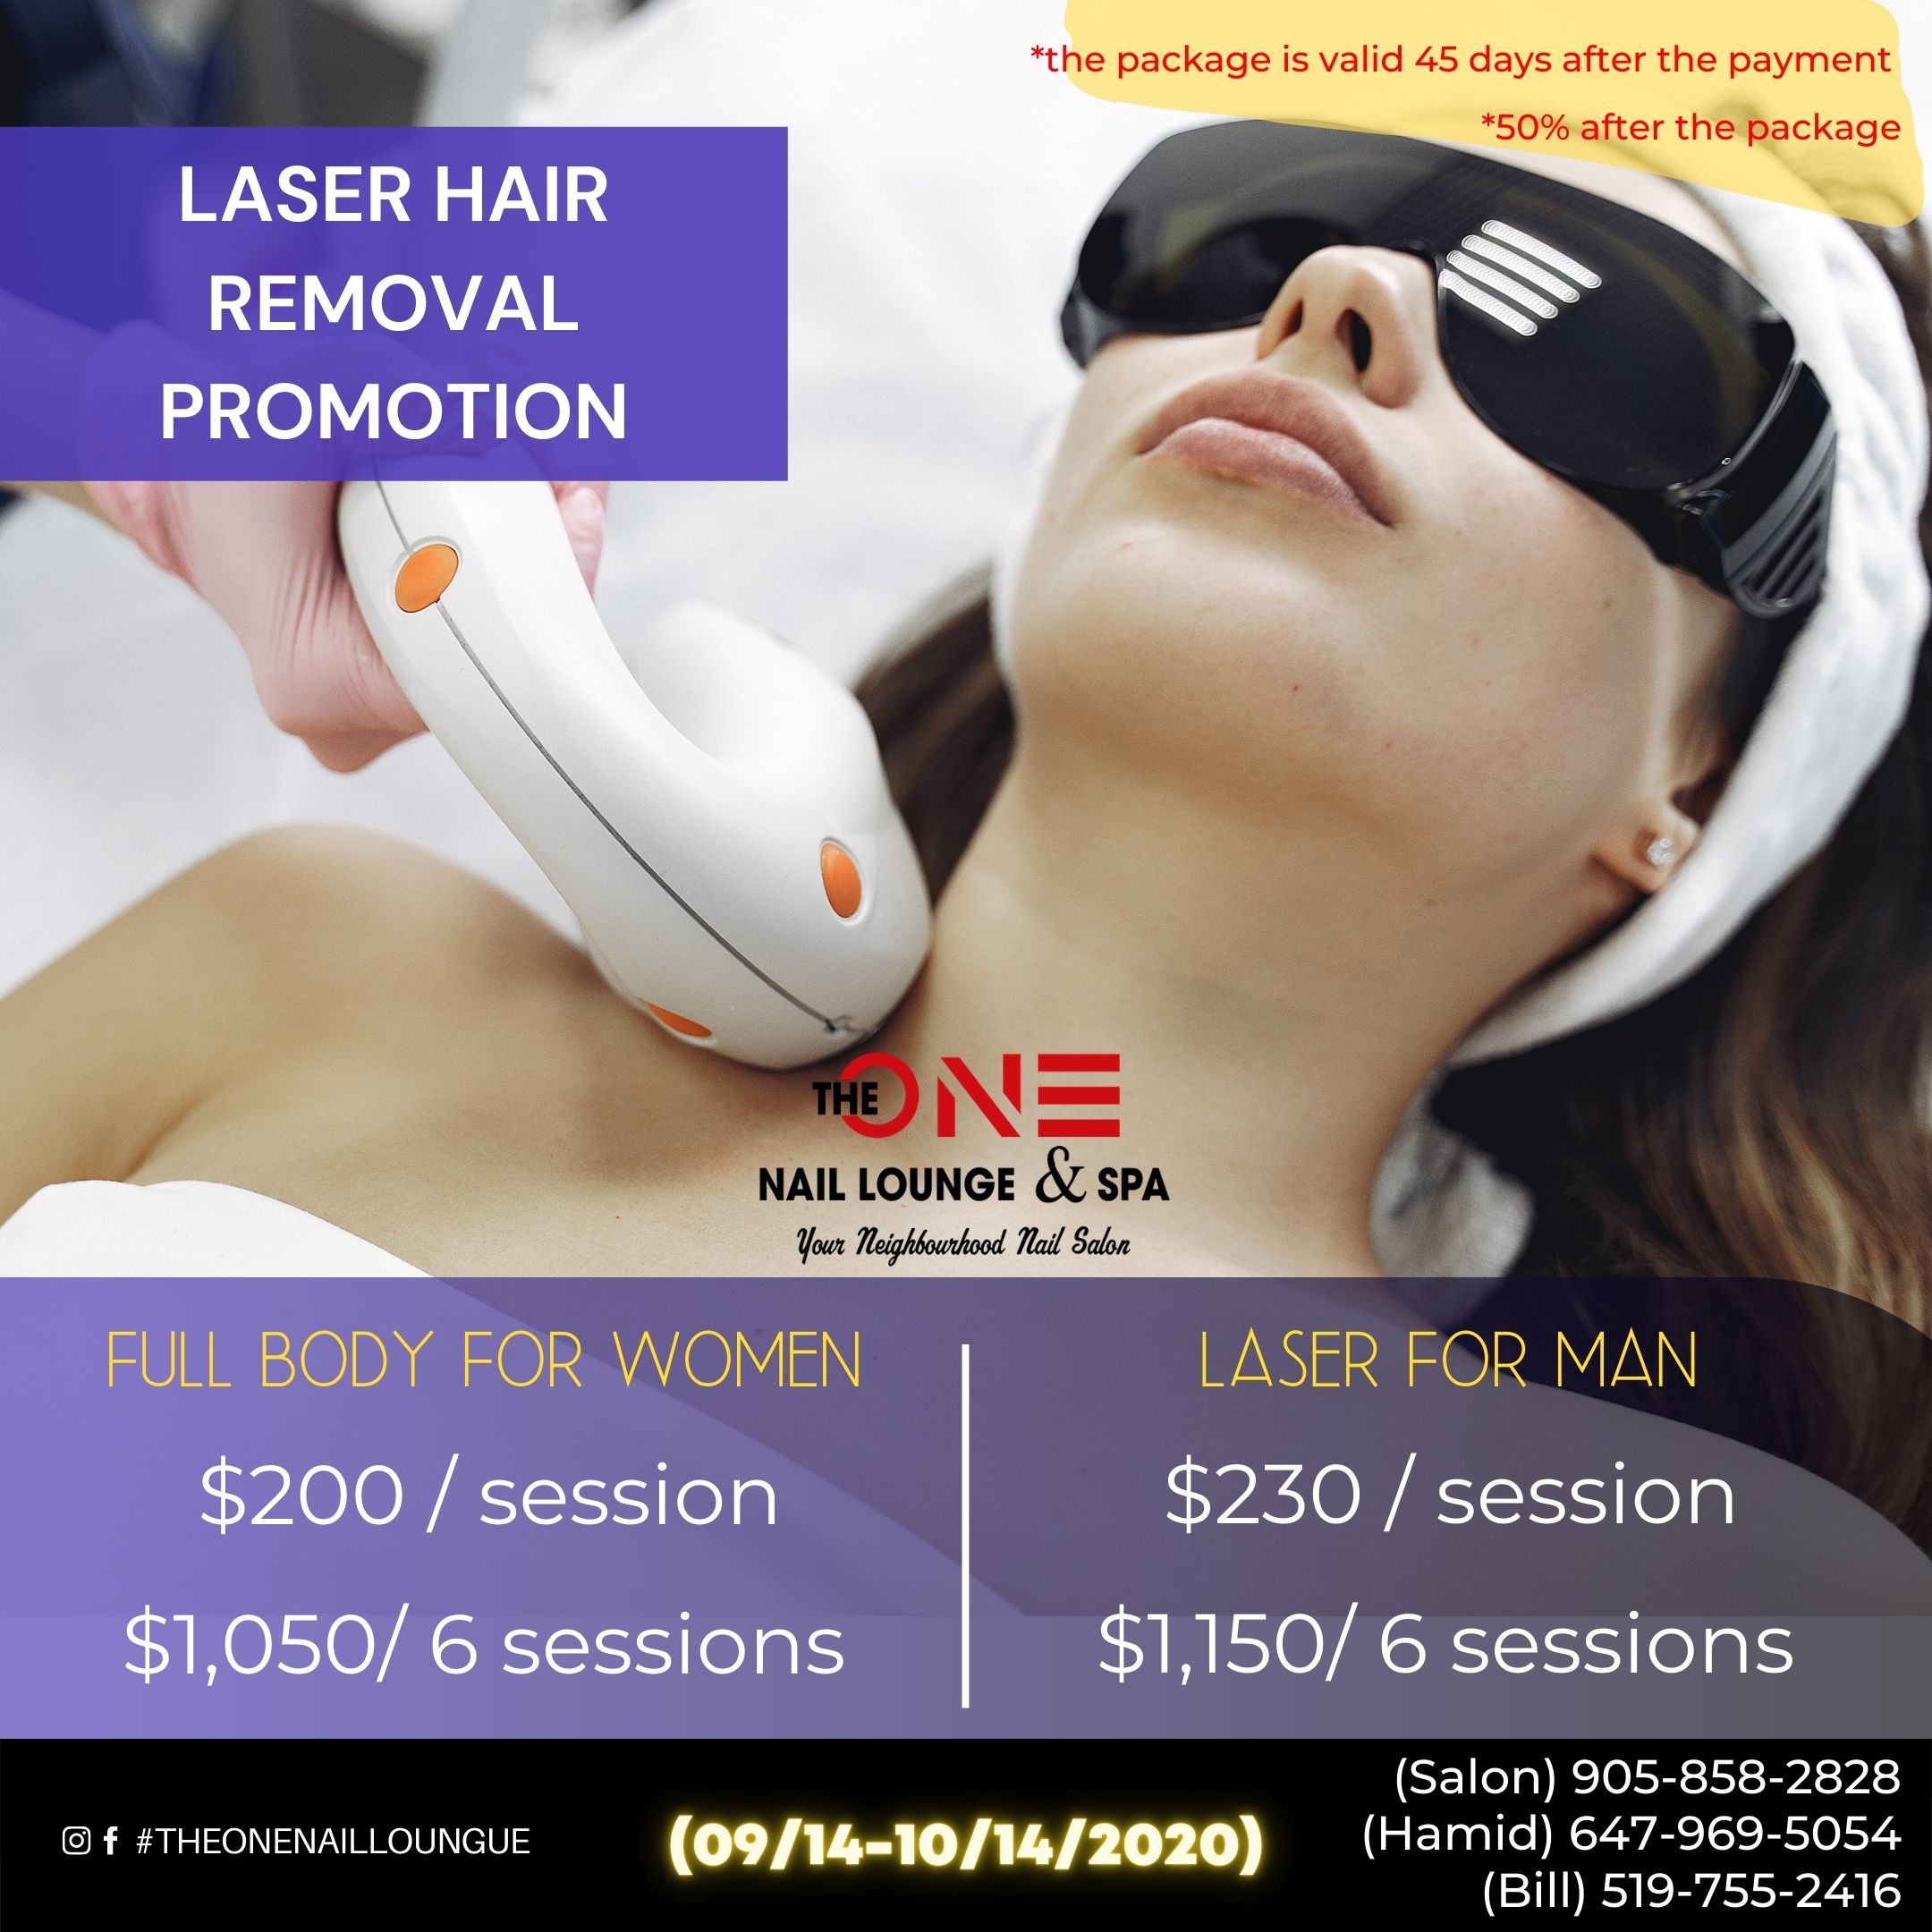 *the package is valid 45 days after the payment
*50% after the package
LASER HAIR
REMOVAL
PROMOTION
THE ONE
NAIL LOUNGE & SPA
Your Neighbourhood Nail Salon
FULL BODY FOR WOMEN
$200 / session
$1,050/ 6 sessions
LASER FOR MAN
$230 / session
$1,150/ 6 sessions
#THEONENAILLOUNGUE
(09/14-10/14/2020)
(Salon) 905-858-2828
(Hamid) 647-969-5054
(Bill) 519-755-2416